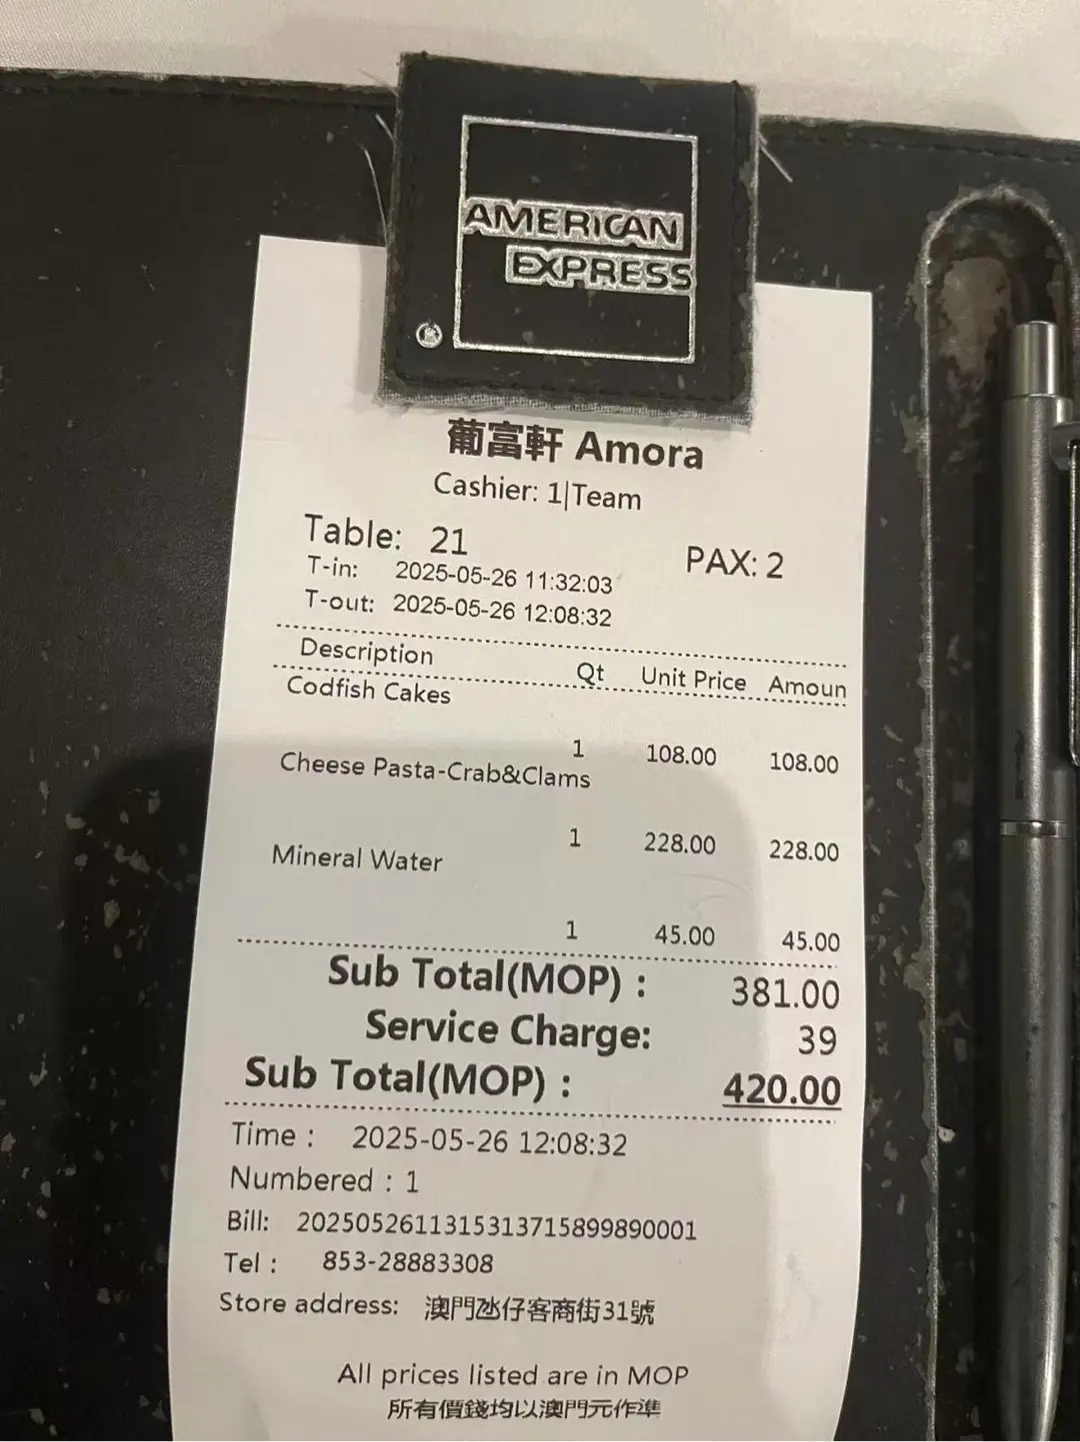 AMERICAN
EXPRESS
葡富軒 Amora
Cashier: 1|Team
Table: 21 PAX: 2
T-in: 2025-05-26 11:32:03
T-out: 2025-05-26 12:08:32
Description Qt Unit Price Amoun
Codfish Cakes
1 108.00 108.00
Cheese Pasta-Crab&Clams
1 228.00 228.00
Mineral Water
1 45.00 45.00
Sub Total(MOP) : 381.00
Service Charge: 39
Sub Total(MOP) : 420.00
Time : 2025-05-26 12:08:32
Numbered : 1
Bill: 2025052611315313715899890001
Tel : 853-28883308
Store address: 澳門氹仔客商街31號
All prices listed are in MOP
所有價錢均以澳門元作準